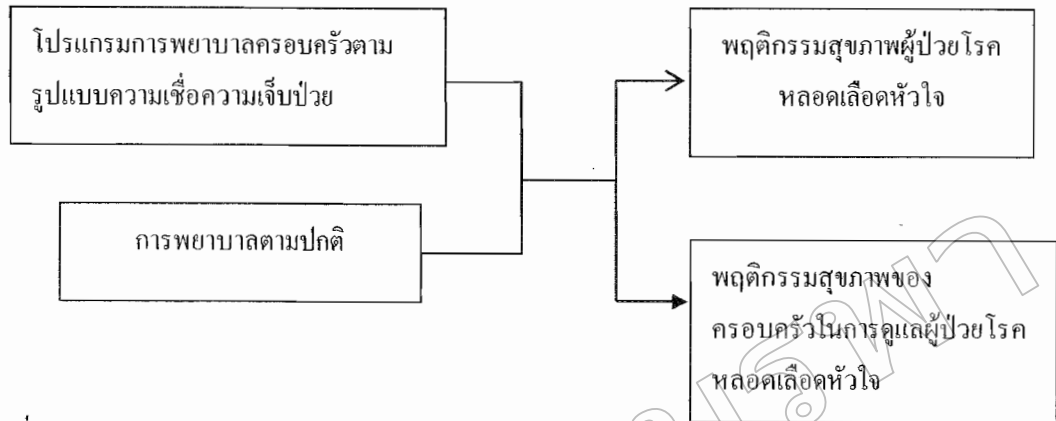 โปรแกรมการพยาบาลครอบครัวตาม
รูปแบบความเชื่อความเจ็บป่วย
การพยาบาลตามปกติ
พฤติกรรมสุขภาพผู้ป่วยโรค
หลอดเลือดหัวใจ
พฤติกรรมสุขภาพของ
ครอบครัวในการดูแลผู้ป่วยโรค
หลอดเลือดหัวใจ